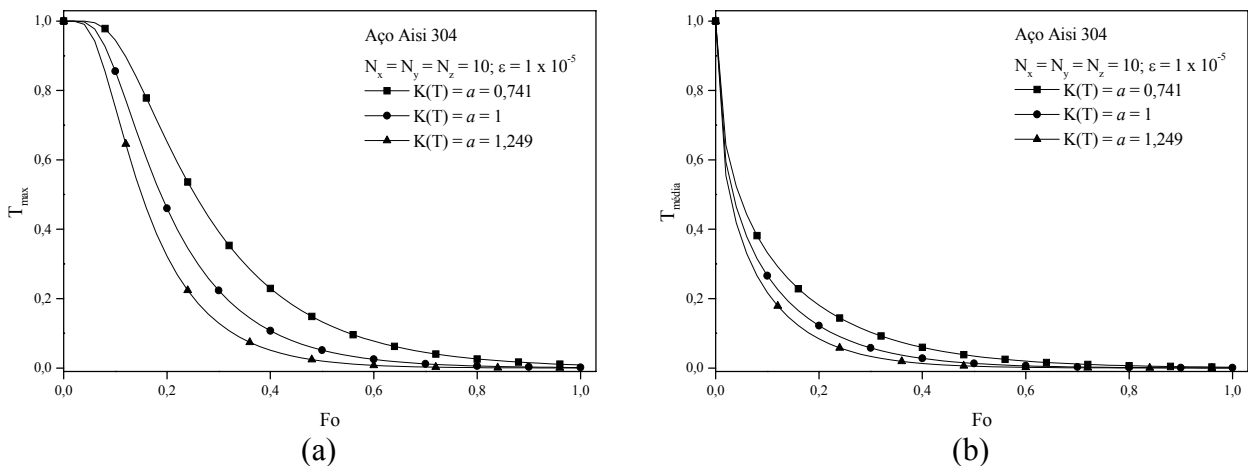 Aço Aisi 304
N_x = N_y = N_z = 10; ε = 1 x 10^-5
K(T) = a = 0,741
K(T) = a = 1
K(T) = a = 1,249
T_max
1,0
0,8
0,6
0,4
0,2
0,0
0,0 0,2 0,4 0,6 0,8 1,0
Fo
(a)
Aço Aisi 304
N_x = N_y = N_z = 10; ε = 1 x 10^-5
K(T) = a = 0,741
K(T) = a = 1
K(T) = a = 1,249
T_média
1,0
0,8
0,6
0,4
0,2
0,0
0,0 0,2 0,4 0,6 0,8 1,0
Fo
(b)